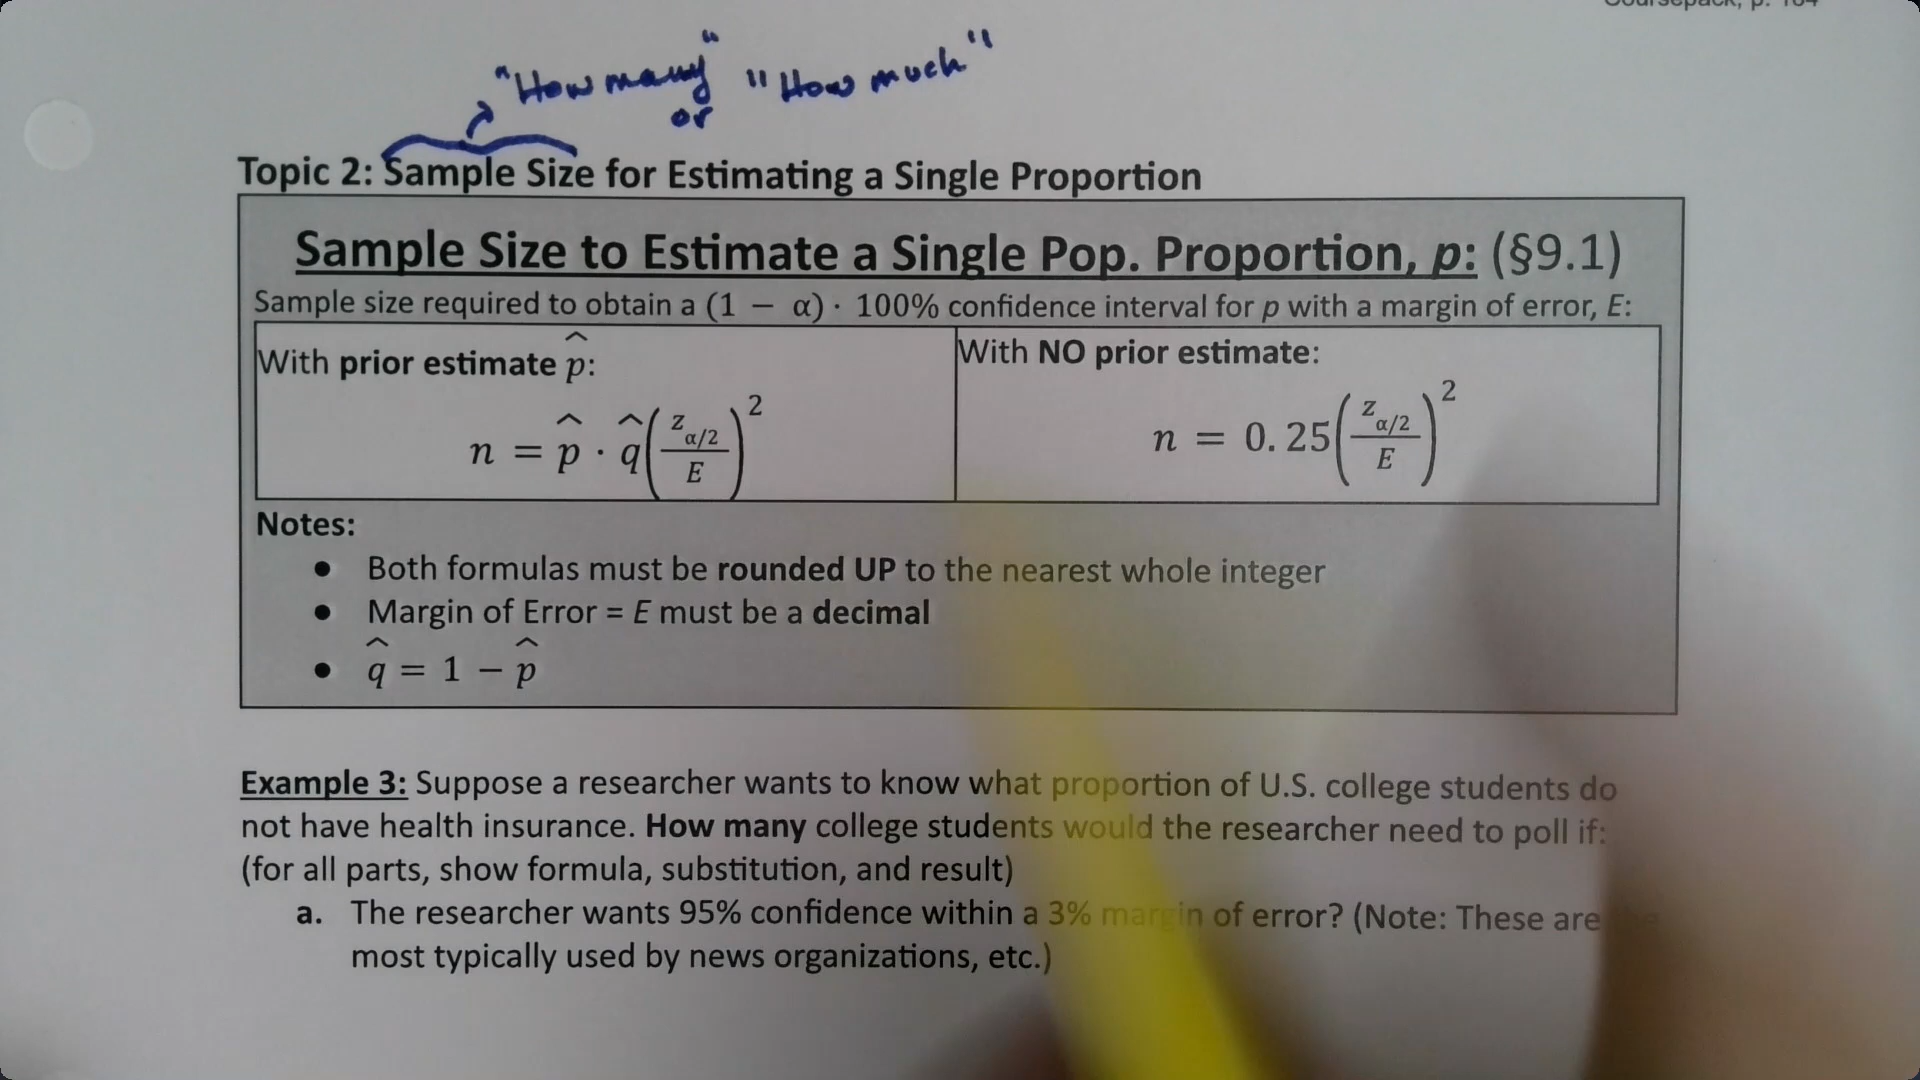 "How many" "How much"
or
Topic 2: Sample Size for Estimating a Single Proportion
Sample Size to Estimate a Single Pop. Proportion, p: (§9.1)
Sample size required to obtain a (1 − α) · 100% confidence interval for p with a margin of error, E:
With prior estimate p̂:
n = p̂ · q̂(z_α/2 / E)²
With NO prior estimate:
n = 0.25(z_α/2 / E)²
Notes:
● Both formulas must be rounded UP to the nearest whole integer
● Margin of Error = E must be a decimal
● q̂ = 1 − p̂
Example 3: Suppose a researcher wants to know what proportion of U.S. college students do
not have health insurance. How many college students would the researcher need to poll if:
(for all parts, show formula, substitution, and result)
a. The researcher wants 95% confidence within a 3% margin of error? (Note: These are
most typically used by news organizations, etc.)